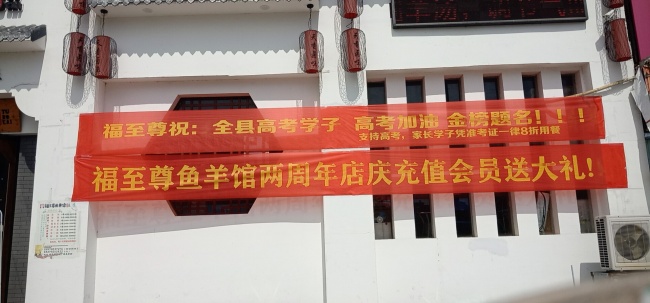 福至尊祝：全县高考学子 高考加油 金榜题名！！！
支持高考，家长学子凭准考证一律8折用餐
福至尊鱼羊馆两周年店庆充值会员送大礼!